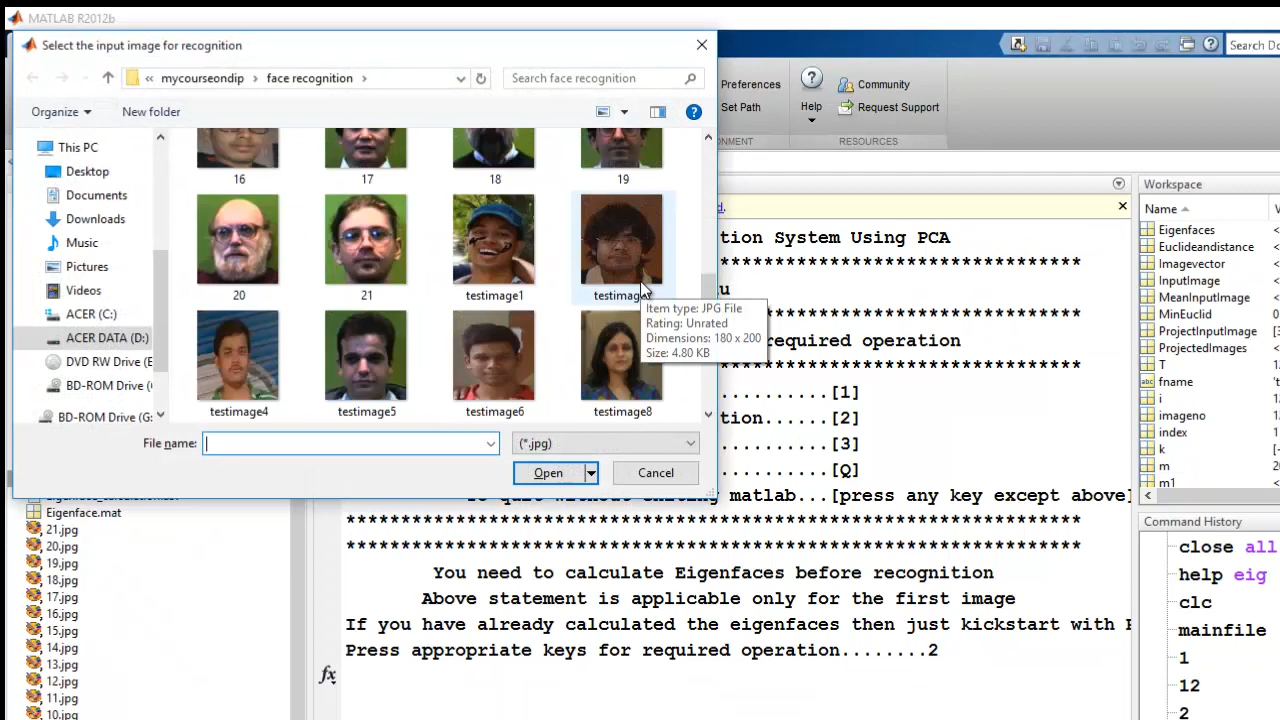 MATLAB R2012b
Select the input image for recognition
mycourseondip
face recognition
Search face recognition
Search Do
Organize
New folder
Preferences
Set Path
Help
Community
Request Support
RESOURCES
This PC
Desktop
Documents
Downloads
Music
Pictures
Videos
ACER (C:)
ACER DATA (D:)
DVD RW Drive (E
BD-ROM Drive (
BD-ROM Drive (G:
16
17
18
19
20
21
testimage1
testimage
testimage4
testimage5
testimage6
testimage8
Item type: JPG File
Rating: Unrated
Dimensions: 180 x 200
Size: 4.80 KB
File name:
(*.jpg)
Open
Cancel
tion System Using PCA
*******************************
u
*******************************
required operation
*******************************
..........[1]
tion......[2]
[3]
[Q]
matlab...[press any key except above]
*******************************************************************
*******************************************************************
You need to calculate Eigenfaces before recognition
Above statement is applicable only for the first image
If you have already calculated the eigenfaces then just kickstart with
Press appropriate keys for required operation........2
fx
Eigenface.mat
21.jpg
20.jpg
19.jpg
18.jpg
17.jpg
16.jpg
15.jpg
14.jpg
13.jpg
12.jpg
11.jpg
10.jpg
Workspace
Name
Eigenfaces
Euclideandistance
Imagevector
InputImage
MeanInputImage
MinEuclid
ProjectInputImage
ProjectedImages
T
fname
i
imageno
index
k
m
m1
Command History
close all
help eig
clc
mainfile
1
12
2